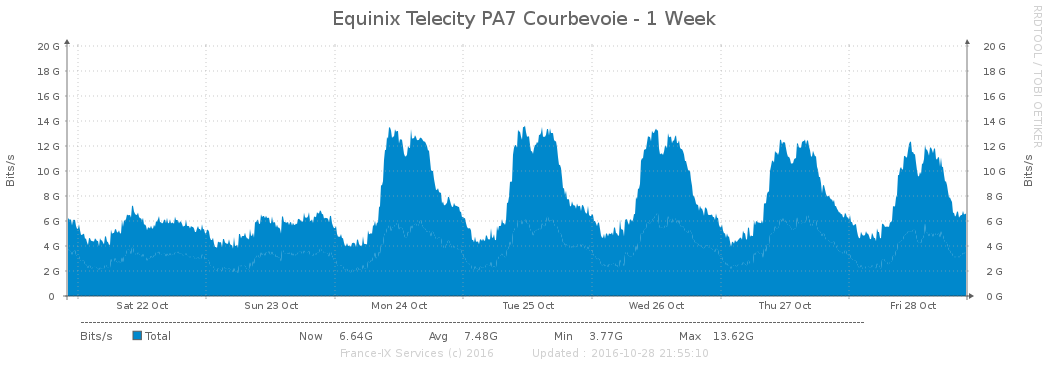 Equinix Telecity PA7 Courbevoie - 1 Week
RRDTOOL / TOBI OETIKER
Bits/s
20 G
18 G
16 G
14 G
12 G
10 G
8 G
6 G
4 G
2 G
0
20 G
18 G
16 G
14 G
12 G
10 G
8 G
6 G
4 G
2 G
0 G
Bits/s
Sat 22 Oct Sun 23 Oct Mon 24 Oct Tue 25 Oct Wed 26 Oct Thu 27 Oct Fri 28 Oct
Bits/s Total Now 6.64G Avg 7.48G Min 3.77G Max 13.62G
France-IX Services (c) 2016 Updated : 2016-10-28 21:55:10